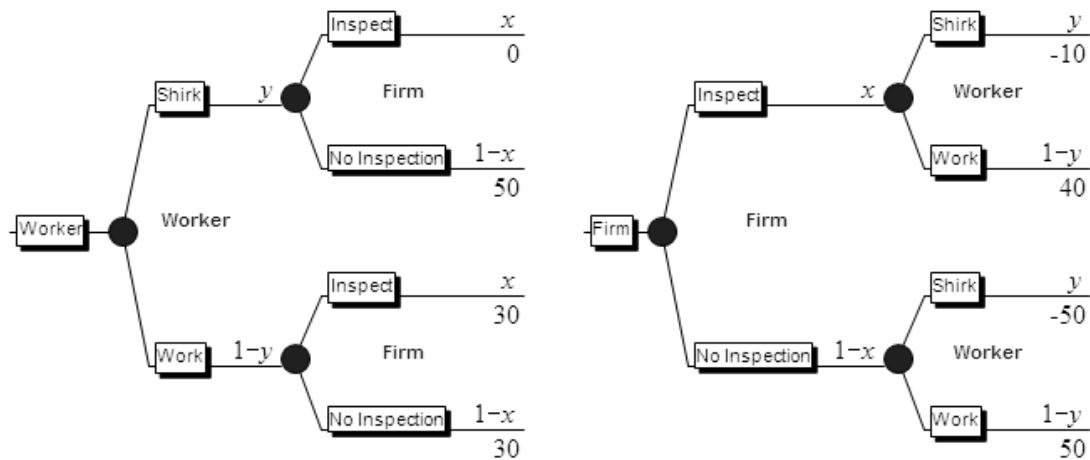 Inspect x
0
Shirk y Firm
No Inspection 1−x
50
Worker Worker
Inspect x
30
Work 1−y Firm
No Inspection 1−x
30
Shirk y
-10
Inspect x Worker
Work 1−y
40
Firm Firm
Shirk y
-50
No Inspection 1−x Worker
Work 1−y
50